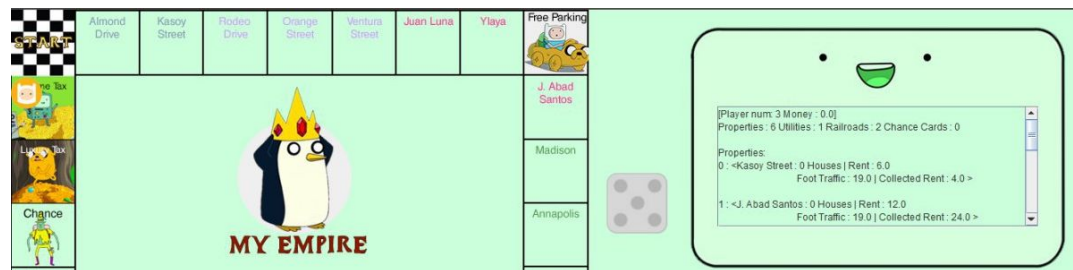 START
Almond
Drive
Kasoy
Street
Rodeo
Drive
Orange
Street
Ventura
Street
Juan Luna
Ylaya
Free Parking
Tax
J. Abad
Santos
Tax
Madison
Chance
Annapolis
MY EMPIRE
[Player num: 3 Money : 0.0]
Properties : 6 Utilities : 1 Railroads : 2 Chance Cards : 0
Properties:
0 : <Kasoy Street : 0 Houses | Rent : 6.0
Foot Traffic : 19.0 | Collected Rent : 4.0 >
1 : <J. Abad Santos : 0 Houses | Rent : 12.0
Foot Traffic : 19.0 | Collected Rent : 24.0 >